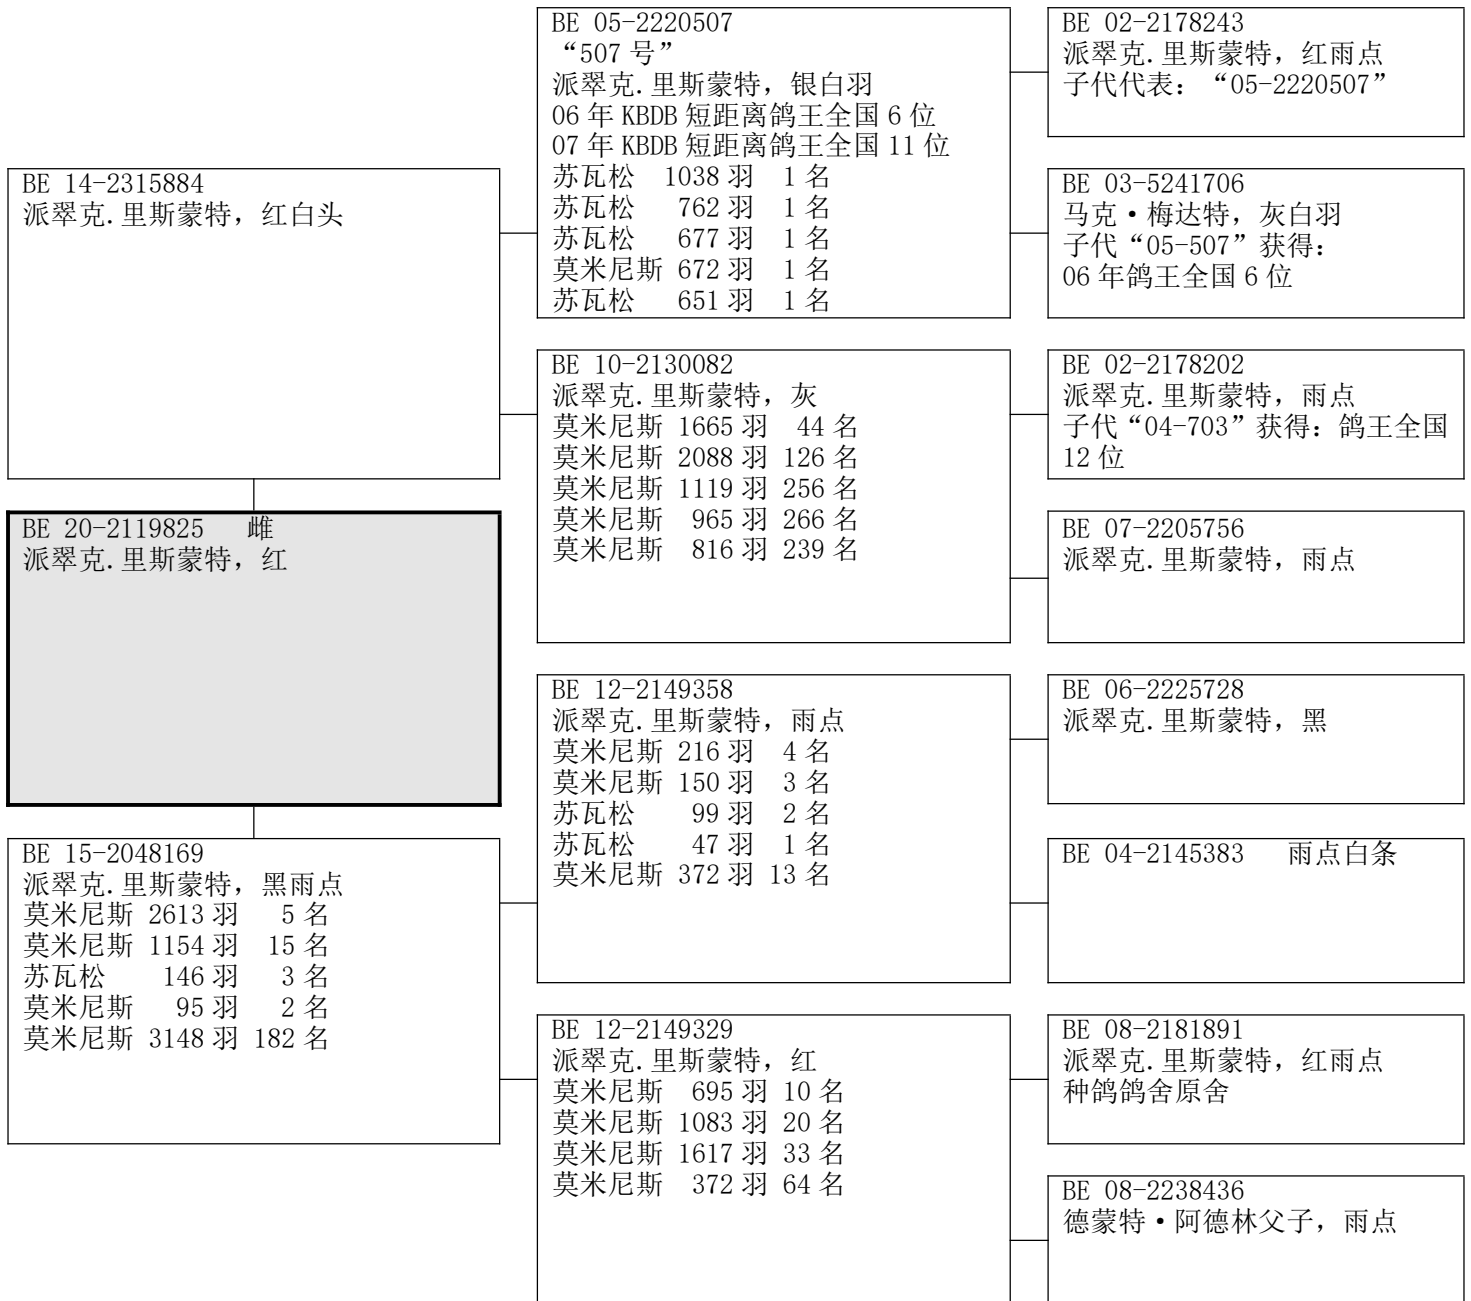 BE 14-2315884
派翠克.里斯蒙特，红白头
BE 20-2119825 雌
派翠克.里斯蒙特，红
BE 15-2048169
派翠克.里斯蒙特，黑雨点
莫米尼斯 2613 羽 5 名
莫米尼斯 1154 羽 15 名
苏瓦松 146 羽 3 名
莫米尼斯 95 羽 2 名
莫米尼斯 3148 羽 182 名
BE 05-2220507
“507 号”
派翠克.里斯蒙特，银白羽
06 年 KBDB 短距离鸽王全国 6 位
07 年 KBDB 短距离鸽王全国 11 位
苏瓦松 1038 羽 1 名
苏瓦松 762 羽 1 名
苏瓦松 677 羽 1 名
莫米尼斯 672 羽 1 名
苏瓦松 651 羽 1 名
BE 10-2130082
派翠克.里斯蒙特，灰
莫米尼斯 1665 羽 44 名
莫米尼斯 2088 羽 126 名
莫米尼斯 1119 羽 256 名
莫米尼斯 965 羽 266 名
莫米尼斯 816 羽 239 名
BE 12-2149358
派翠克.里斯蒙特，雨点
莫米尼斯 216 羽 4 名
莫米尼斯 150 羽 3 名
苏瓦松 99 羽 2 名
苏瓦松 47 羽 1 名
莫米尼斯 372 羽 13 名
BE 12-2149329
派翠克.里斯蒙特，红
莫米尼斯 695 羽 10 名
莫米尼斯 1083 羽 20 名
莫米尼斯 1617 羽 33 名
莫米尼斯 372 羽 64 名
BE 02-2178243
派翠克.里斯蒙特，红雨点
子代代表：“05-2220507”
BE 03-5241706
马克•梅达特，灰白羽
子代“05-507”获得：
06 年鸽王全国 6 位
BE 02-2178202
派翠克.里斯蒙特，雨点
子代“04-703”获得：鸽王全国
12 位
BE 07-2205756
派翠克.里斯蒙特，雨点
BE 06-2225728
派翠克.里斯蒙特，黑
BE 04-2145383 雨点白条
BE 08-2181891
派翠克.里斯蒙特，红雨点
种鸽鸽舍原舍
BE 08-2238436
德蒙特•阿德林父子，雨点